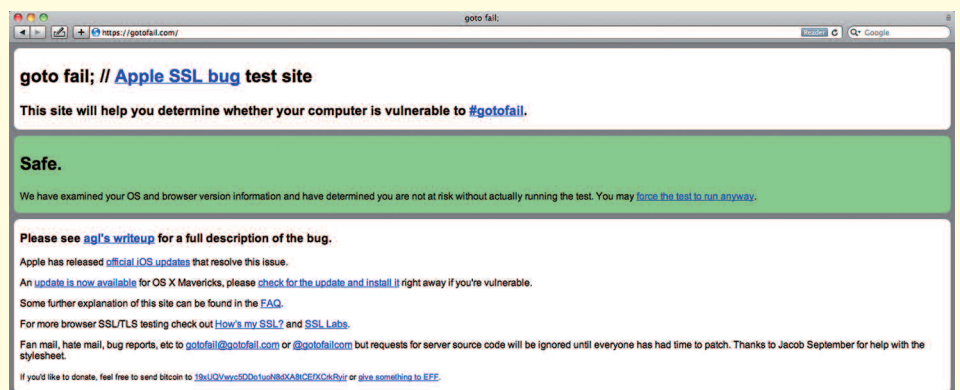 goto fail;
https://gotofail.com/
Reader
Google
goto fail; // Apple SSL bug test site
This site will help you determine whether your computer is vulnerable to #gotofail.
Safe.
We have examined your OS and browser version information and have determined you are not at risk without actually running the test. You may force the test to run anyway.
Please see agl's writeup for a full description of the bug.
Apple has released official iOS updates that resolve this issue.
An update is now available for OS X Mavericks, please check for the update and install it right away if you're vulnerable.
Some further explanation of this site can be found in the FAQ.
For more browser SSL/TLS testing check out How's my SSL? and SSL Labs.
Fan mail, hate mail, bug reports, etc to gotofail@gotofail.com or @gotofailcom but requests for server source code will be ignored until everyone has had time to patch. Thanks to Jacob September for help with the
stylesheet.
If you'd like to donate, feel free to send bitcoin to or give something to EFF.